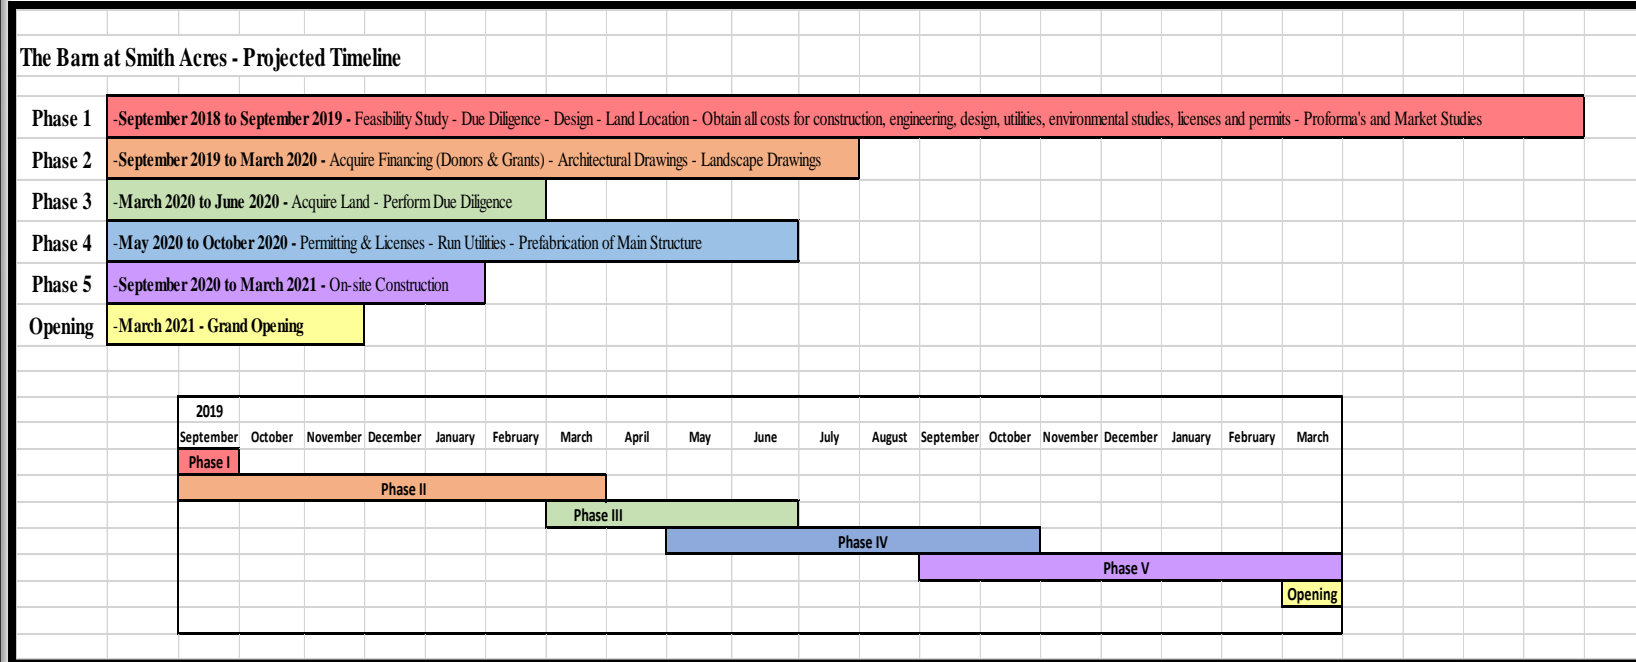 The Barn at Smith Acres - Projected Timeline
Phase 1 -September 2018 to September 2019 - Feasibility Study - Due Diligence - Design - Land Location - Obtain all costs for construction, engineering, design, utilities, environmental studies, licenses and permits - Proforma's and Market Studies
Phase 2 -September 2019 to March 2020 - Acquire Financing (Donors & Grants) - Architectural Drawings - Landscape Drawings
Phase 3 -March 2020 to June 2020 - Acquire Land - Perform Due Diligence
Phase 4 -May 2020 to October 2020 - Permitting & Licenses - Run Utilities - Prefabrication of Main Structure
Phase 5 -September 2020 to March 2021 - On-site Construction
Opening -March 2021 - Grand Opening
2019
September October November December January February March April May June July August September October November December January February March
Phase I
Phase II
Phase III
Phase IV
Phase V
Opening